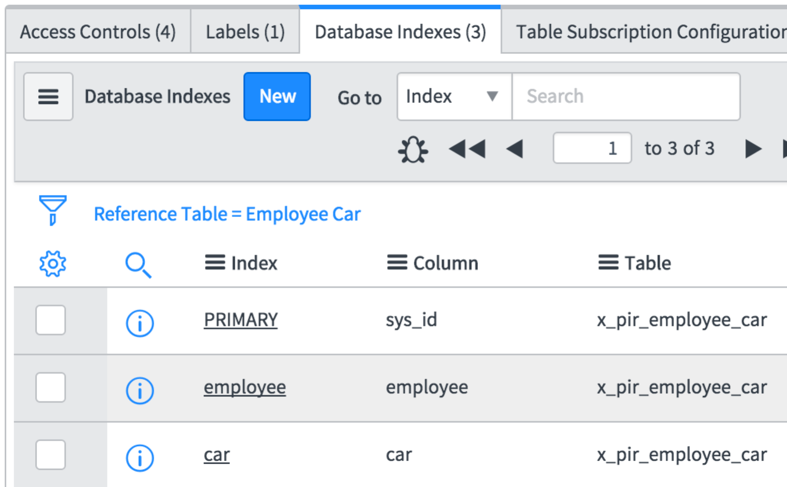 Access Controls (4) Labels (1) Database Indexes (3) Table Subscription Configuration
Database Indexes New Go to Index Search
1 to 3 of 3
Reference Table = Employee Car
Index Column Table
PRIMARY sys_id x_pir_employee_car
employee employee x_pir_employee_car
car car x_pir_employee_car